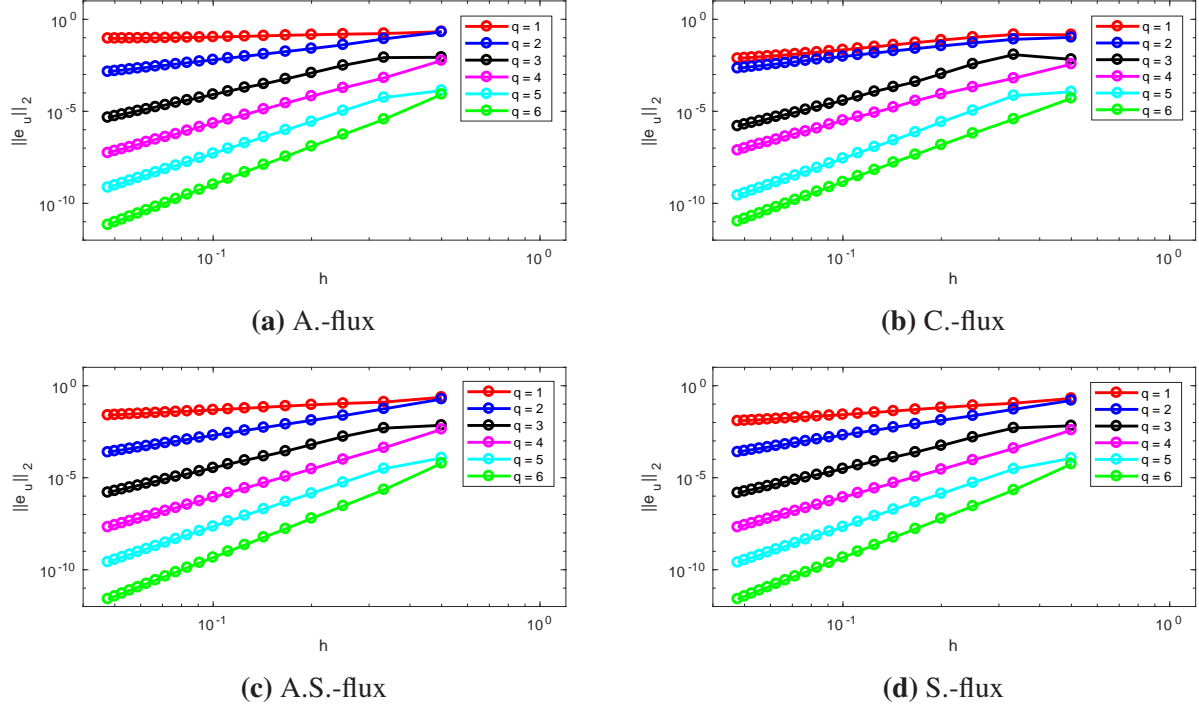 10^0
10^-5
10^-10
||e_u||_2
10^-1
10^0
h
q = 1
q = 2
q = 3
q = 4
q = 5
q = 6
(a) A.-flux
10^0
10^-5
10^-10
||e_u||_2
10^-1
10^0
h
q = 1
q = 2
q = 3
q = 4
q = 5
q = 6
(b) C.-flux
10^0
10^-5
10^-10
||e_u||_2
10^-1
10^0
h
q = 1
q = 2
q = 3
q = 4
q = 5
q = 6
(c) A.S.-flux
10^0
10^-5
10^-10
||e_u||_2
10^-1
10^0
h
q = 1
q = 2
q = 3
q = 4
q = 5
q = 6
(d) S.-flux